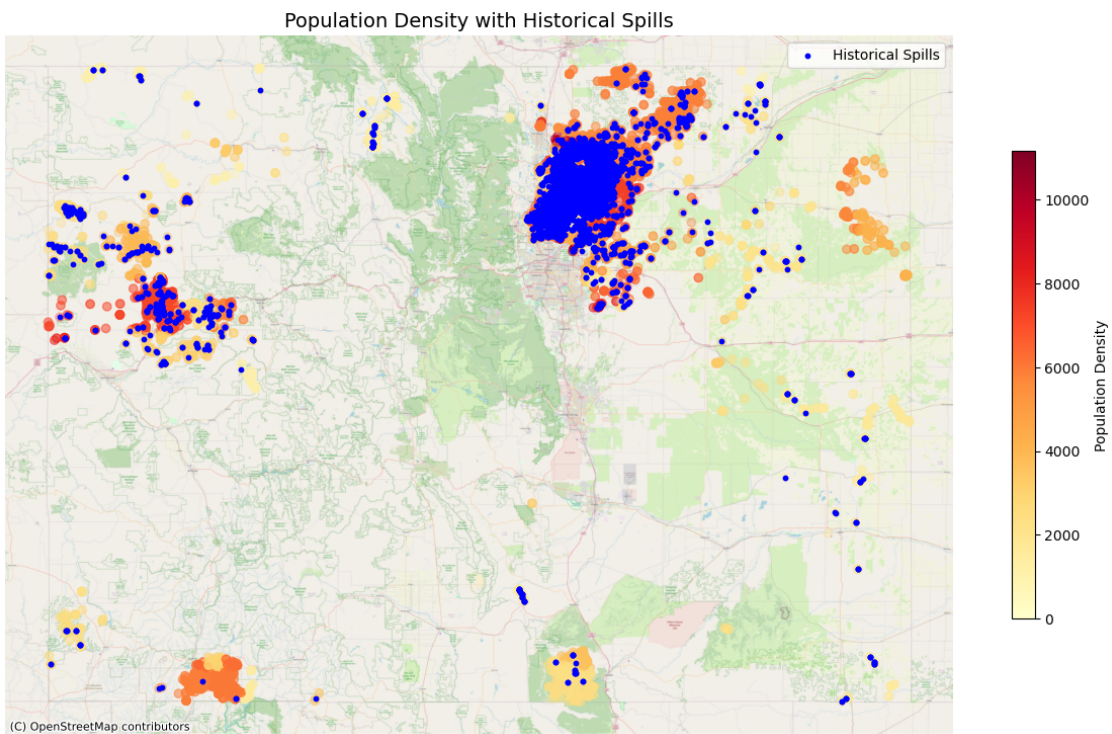 Population Density with Historical Spills
Historical Spills
10000
8000
6000
4000
2000
0
Population Density
(C) OpenStreetMap contributors